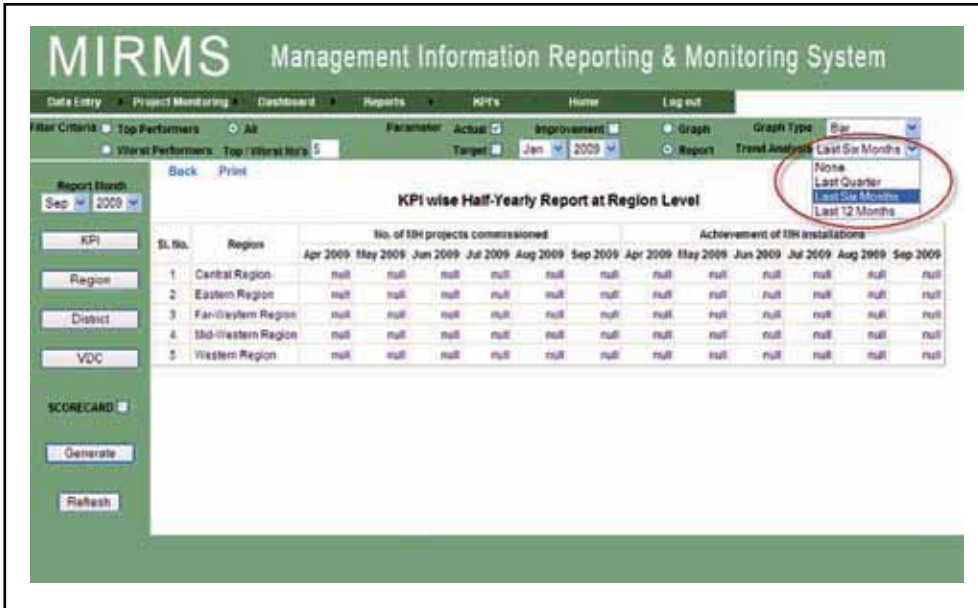 MIRMS Management Information Reporting & Monitoring System
Data Entry Project Monitoring Dashboard Reports KPI's Home Log out
Filter Criteria Top Performers All Parameter Actual Improvement Graph Graph Type Bar
Worst Performers Top / Worst No's 5 Target Jan 2009 Report Trend Analysis Last Six Months
None
Last Quarter
Last Six Months
Last 12 Months
Back Print
Report Month
Sep 2009
KPI
Region
District
VDC
SCORECARD
Generate
Refresh
KPI wise Half-Yearly Report at Region Level
Sl. No. Region No. of MH projects commissioned Achievement of MH installations
Apr 2009 May 2009 Jun 2009 Jul 2009 Aug 2009 Sep 2009 Apr 2009 May 2009 Jun 2009 Jul 2009 Aug 2009 Sep 2009
1 Central Region null null null null null null null null null null null null
2 Eastern Region null null null null null null null null null null null null
3 Far-Western Region null null null null null null null null null null null null
4 Mid-Western Region null null null null null null null null null null null null
5 Western Region null null null null null null null null null null null null